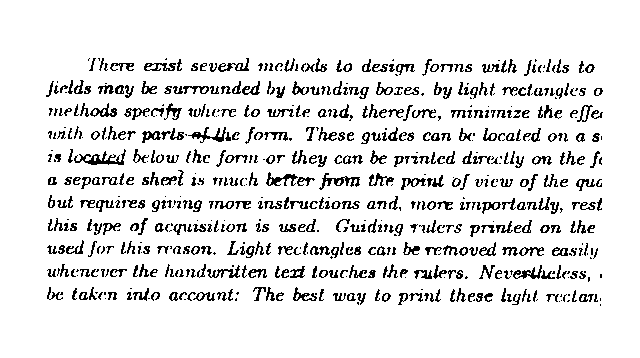 There exist several methods to design forms with fields to
fields may be surrounded by bounding boxes. by light rectangles o
methods specify where to write and, therefore, minimize the effe
with other parts of the form. These guides can be located on a s
is located below the form or they can be printed directly on the fo
a separate sheet is much better from the point of view of the qua
but requires giving more instructions and, more importantly, rest
this type of acquisition is used. Guiding rulers printed on the
used for this reason. Light rectangles can be removed more easily
whenever the handwritten text touches the rulers. Nevertheless,
be taken into account: The best way to print these light rectan